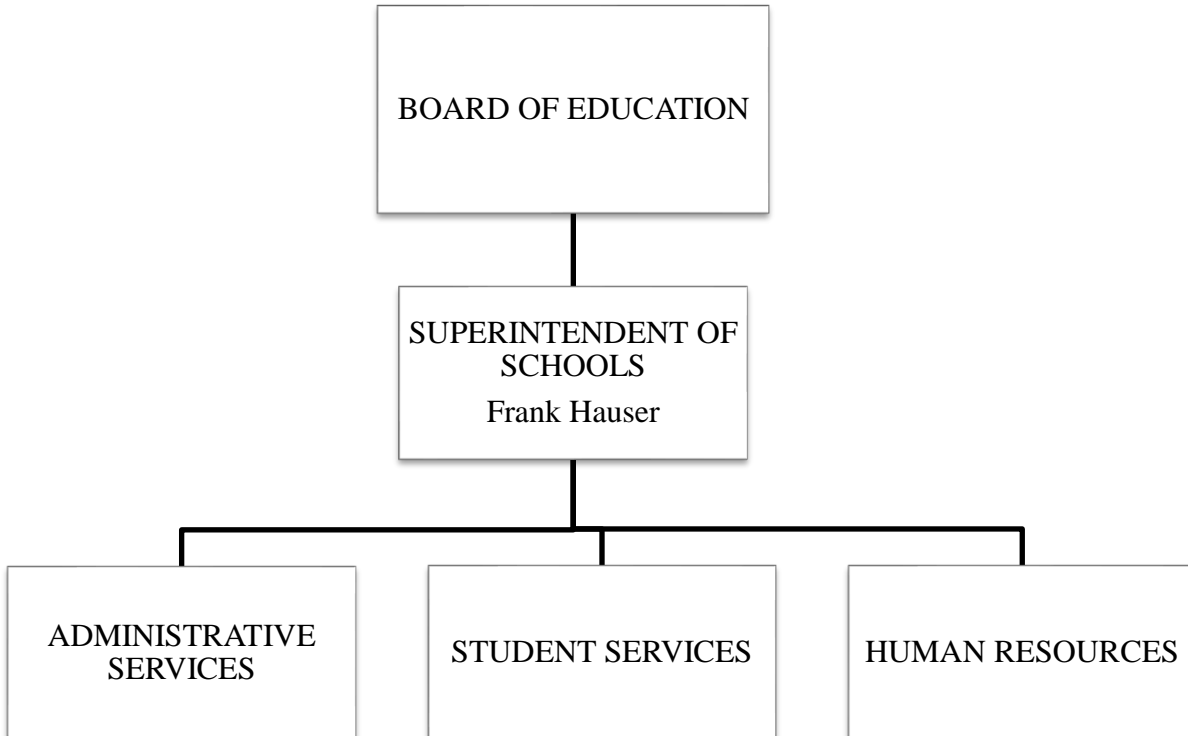 BOARD OF EDUCATION
SUPERINTENDENT OF
SCHOOLS
Frank Hauser
ADMINISTRATIVE
SERVICES
STUDENT SERVICES
HUMAN RESOURCES